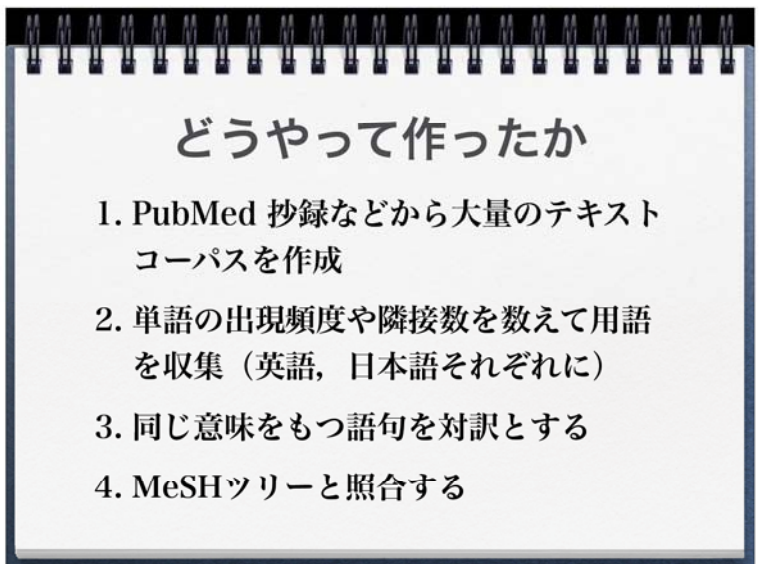 どうやって作ったか
1. PubMed 抄録などから大量のテキスト
コーパスを作成
2. 単語の出現頻度や隣接数を数えて用語
を収集（英語，日本語それぞれに）
3. 同じ意味をもつ語句を対訳とする
4. MeSHツリーと照合する